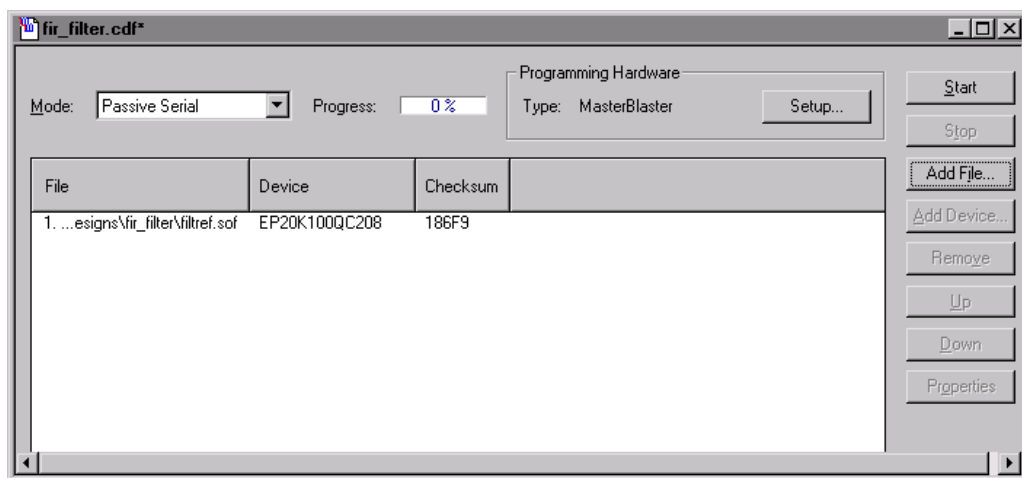 fir_filter.cdf*
Mode: Passive Serial Progress: 0 %
Programming Hardware
Type: MasterBlaster Setup...
Start
Stop
Add File...
Add Device...
Remove
Up
Down
Properties
File Device Checksum
1. ...esigns\fir_filter\filtref.sof EP20K100QC208 186F9